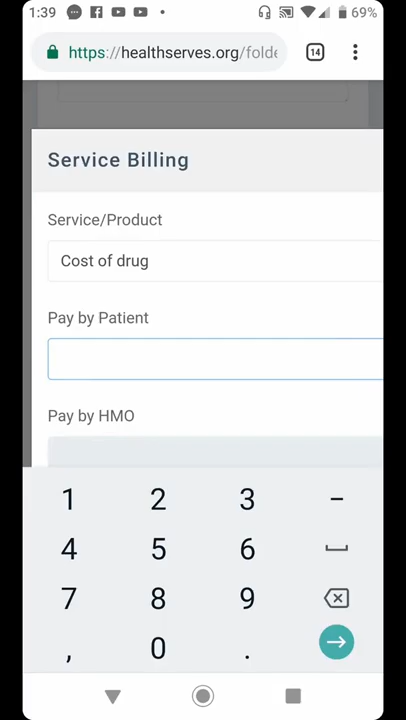 1:39 69%
https://healthserves.org/folde 14
Service Billing
Service/Product
Cost of drug
Pay by Patient
Pay by HMO
1 2 3 -
4 5 6
7 8 9
, 0 .